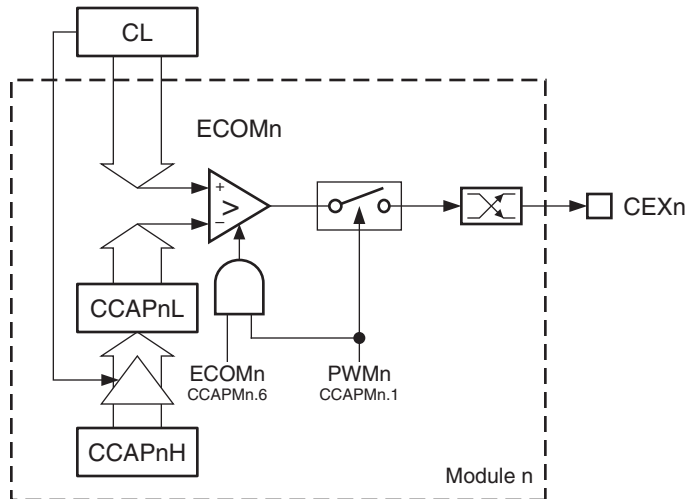 CL
ECOMn
+
>
−
CEXn
CCAPnL
ECOMn
CCAPMn.6
PWMn
CCAPMn.1
CCAPnH
Module n